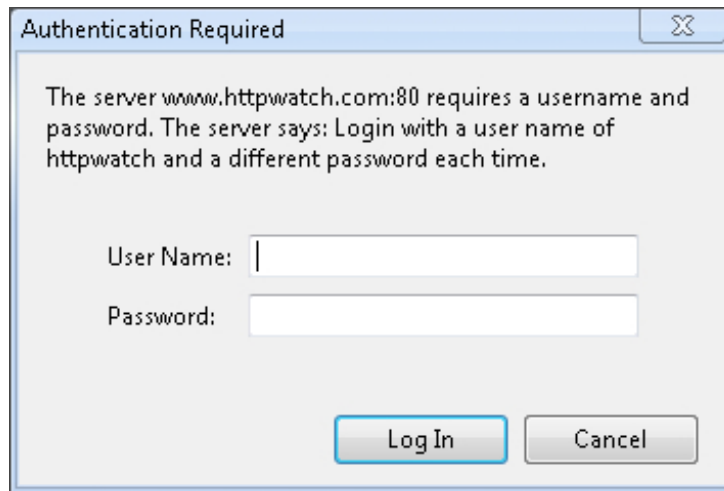 Authentication Required
The server www.httpwatch.com:80 requires a username and
password. The server says: Login with a user name of
httpwatch and a different password each time.
User Name:
Password:
Log In
Cancel